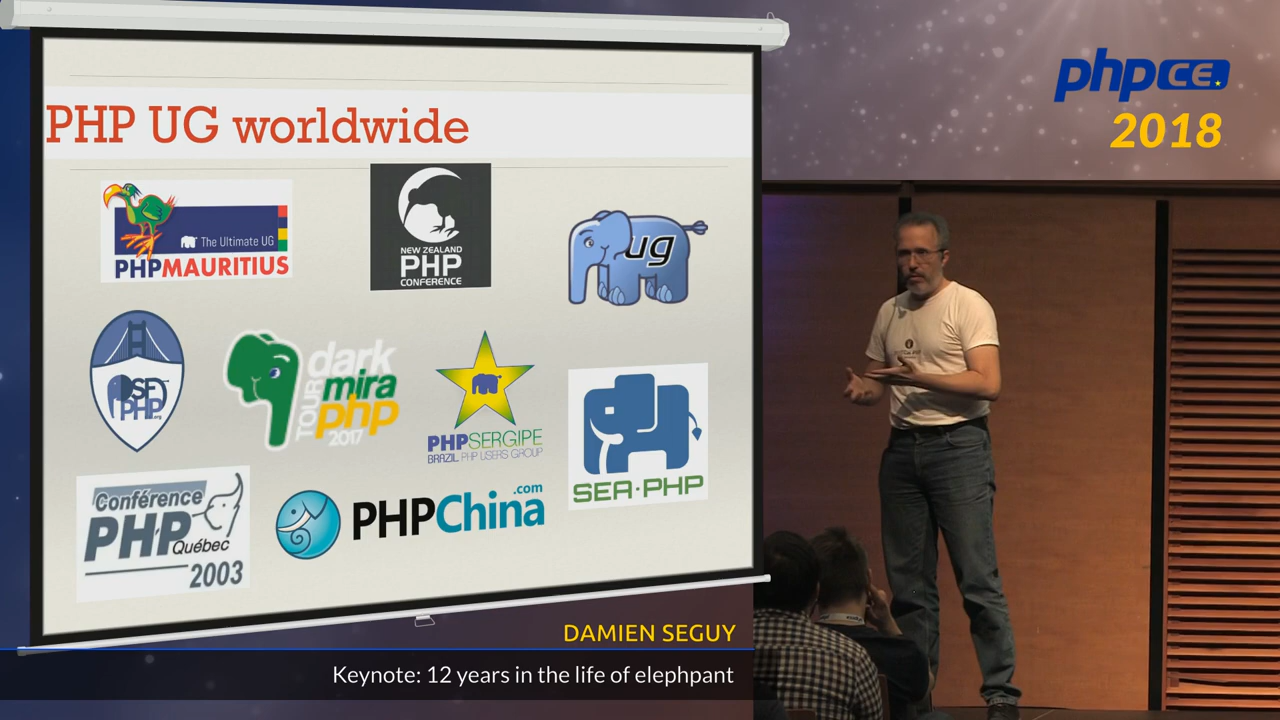 PHP UG worldwide
The Ultimate UG
PHPMAURITIUS
NEW ZEALAND
PHP
CONFERENCE
ug
SF
PHP
.org
TOUR
dark
mira
php
2017
PHPSERGIPE
BRAZIL PHP USERS GROUP
SEA·PHP
Conférence
PHP
Québec
2003
PHPChina
.com
phpce.
2018
DAMIEN SEGUY
Keynote: 12 years in the life of elephpant